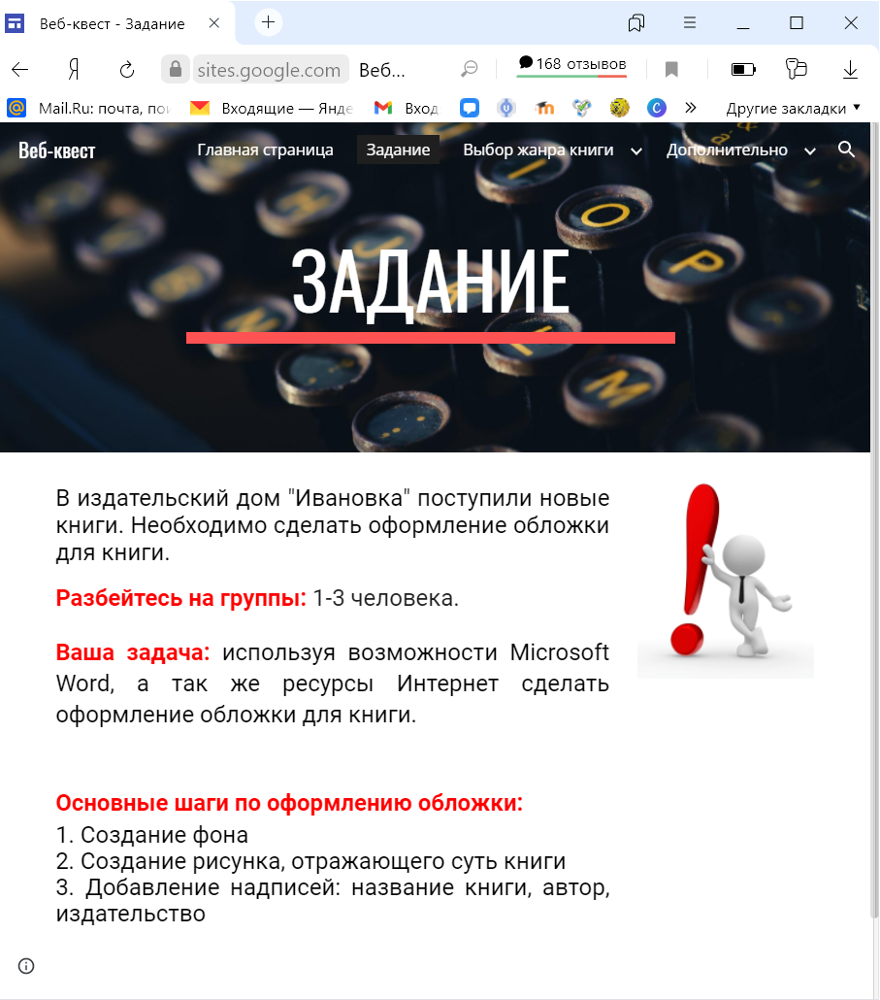 Веб-квест - Задание
sites.google.com Веб... 168 отзывов
Mail.Ru: почта, Входящие — Янде Вход Другие закладки
Веб-квест Главная страница Задание Выбор жанра книги Дополнительно
ЗАДАНИЕ
В издательский дом "Ивановка" поступили новые
книги. Необходимо сделать оформление обложки
для книги.
Разбейтесь на группы: 1-3 человека.
Ваша задача: используя возможности Microsoft
Word, а так же ресурсы Интернет сделать
оформление обложки для книги.
Основные шаги по оформлению обложки:
1. Создание фона
2. Создание рисунка, отражающего суть книги
3. Добавление надписей: название книги, автор,
издательство